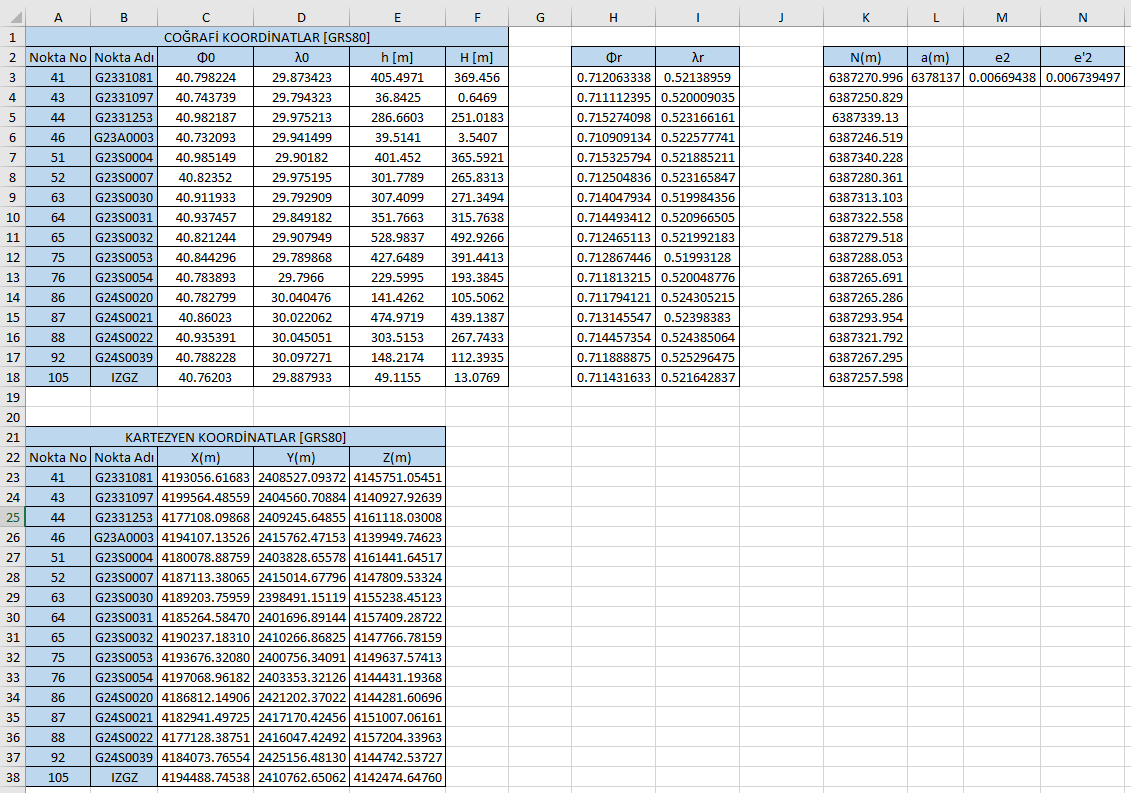 A B C D E F G H I J K L M N
1 COĞRAFİ KOORDİNATLAR [GRS80]
2 Nokta No Nokta Adı Φ0 λ0 h [m] H [m] Φr λr N(m) a(m) e2 e'2
3 41 G2331081 40.798224 29.873423 405.4971 369.456 0.712063338 0.52138959 6387270.996 6378137 0.00669438 0.006739497
4 43 G2331097 40.743739 29.794323 36.8425 0.6469 0.711112395 0.520009035 6387250.829
5 44 G2331253 40.982187 29.975213 286.6603 251.0183 0.715274098 0.523166161 6387339.13
6 46 G23A0003 40.732093 29.941499 39.5141 3.5407 0.710909134 0.522577741 6387246.519
7 51 G23S0004 40.985149 29.90182 401.452 365.5921 0.715325794 0.521885211 6387340.228
8 52 G23S0007 40.82352 29.975195 301.7789 265.8313 0.712504836 0.523165847 6387280.361
9 63 G23S0030 40.911933 29.792909 307.4099 271.3494 0.714047934 0.519984356 6387313.103
10 64 G23S0031 40.937457 29.849182 351.7663 315.7638 0.714493412 0.520966505 6387322.558
11 65 G23S0032 40.821244 29.907949 528.9837 492.9266 0.712465113 0.521992183 6387279.518
12 75 G23S0053 40.844296 29.789868 427.6489 391.4413 0.712867446 0.51993128 6387288.053
13 76 G23S0054 40.783893 29.7966 229.5995 193.3845 0.711813215 0.520048776 6387265.691
14 86 G24S0020 40.782799 30.040476 141.4262 105.5062 0.711794121 0.524305215 6387265.286
15 87 G24S0021 40.86023 30.022062 474.9719 439.1387 0.713145547 0.52398383 6387293.954
16 88 G24S0022 40.935391 30.045051 303.5153 267.7433 0.714457354 0.524385064 6387321.792
17 92 G24S0039 40.788228 30.097271 148.2174 112.3935 0.711888875 0.525296475 6387267.295
18 105 IZGZ 40.76203 29.887933 49.1155 13.0769 0.711431633 0.521642837 6387257.598
19
20
21 KARTEZYEN KOORDİNATLAR [GRS80]
22 Nokta No Nokta Adı X(m) Y(m) Z(m)
23 41 G2331081 4193056.61683 2408527.09372 4145751.05451
24 43 G2331097 4199564.48559 2404560.70884 4140927.92639
25 44 G2331253 4177108.09868 2409245.64855 4161118.03008
26 46 G23A0003 4194107.13526 2415762.47153 4139949.74623
27 51 G23S0004 4180078.88759 2403828.65578 4161441.64517
28 52 G23S0007 4187113.38065 2415014.67796 4147809.53324
29 63 G23S0030 4189203.75959 2398491.15119 4155238.45123
30 64 G23S0031 4185264.58470 2401696.89144 4157409.28722
31 65 G23S0032 4190237.18310 2410266.86825 4147766.78159
32 75 G23S0053 4193676.32080 2400756.34091 4149637.57413
33 76 G23S0054 4197068.96182 2403353.32126 4144431.19368
34 86 G24S0020 4186812.14906 2421202.37022 4144281.60696
35 87 G24S0021 4182941.49725 2417170.42456 4151007.06161
36 88 G24S0022 4177128.38751 2416047.42492 4157204.33963
37 92 G24S0039 4184073.76554 2425156.48130 4144742.53727
38 105 IZGZ 4194488.74538 2410762.65062 4142474.64760